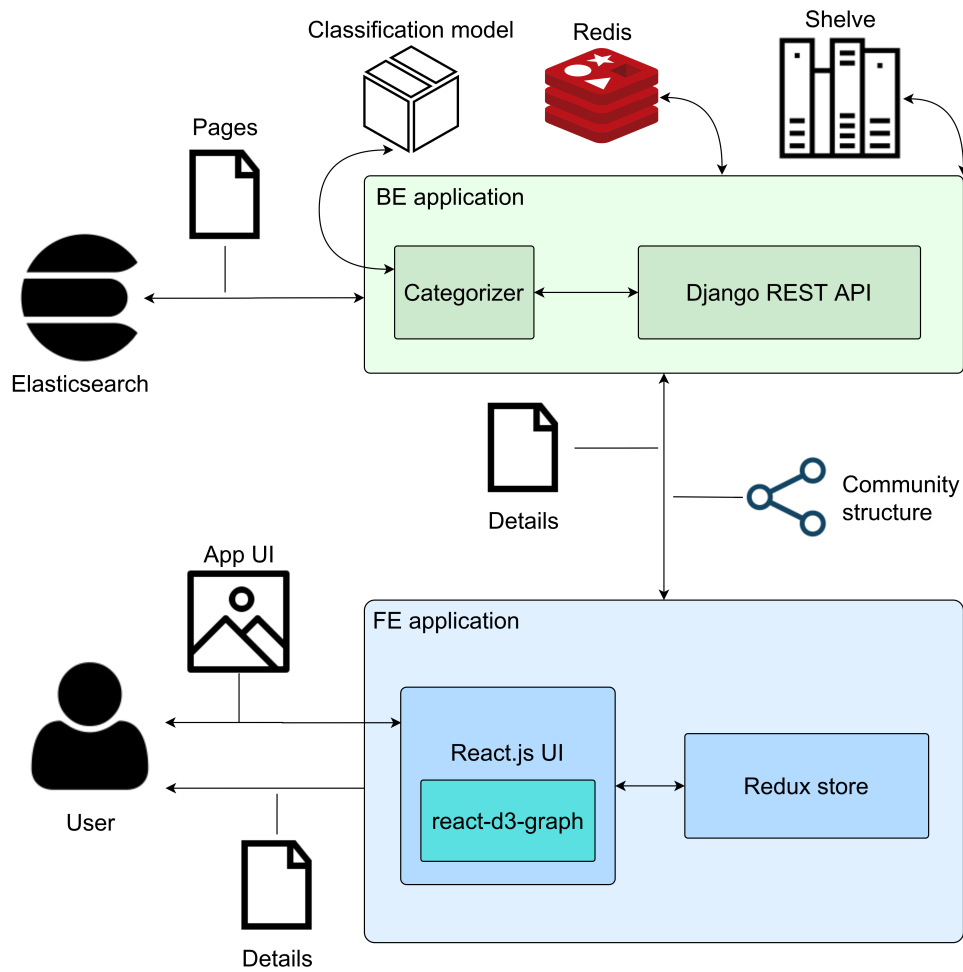 Shelve
Classification model
Redis
Pages
BE application
Categorizer
Django REST API
Elasticsearch
Details
Community
structure
App UI
FE application
React.js UI
react-d3-graph
Redux store
User
Details